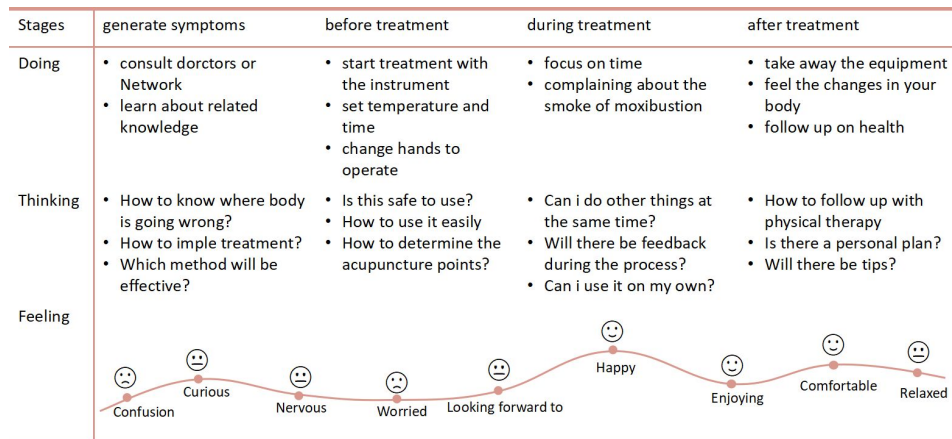 Stages generate symptoms before treatment during treatment after treatment
Doing
• consult dorctors or
Network
• learn about related
knowledge
• start treatment with
the instrument
• set temperature and
time
• change hands to
operate
• focus on time
• complaining about the
smoke of moxibustion
• take away the equipment
• feel the changes in your
body
• follow up on health
Thinking
• How to know where body
is going wrong?
• How to imple treatment?
• Which method will be
effective?
• Is this safe to use?
• How to use it easily
• How to determine the
acupuncture points?
• Can i do other things at
the same time?
• Will there be feedback
during the process?
• Can i use it on my own?
• How to follow up with
physical therapy
• Is there a personal plan?
• Will there be tips?
Feeling
Confusion
Curious
Nervous
Worried
Looking forward to
Happy
Enjoying
Comfortable
Relaxed